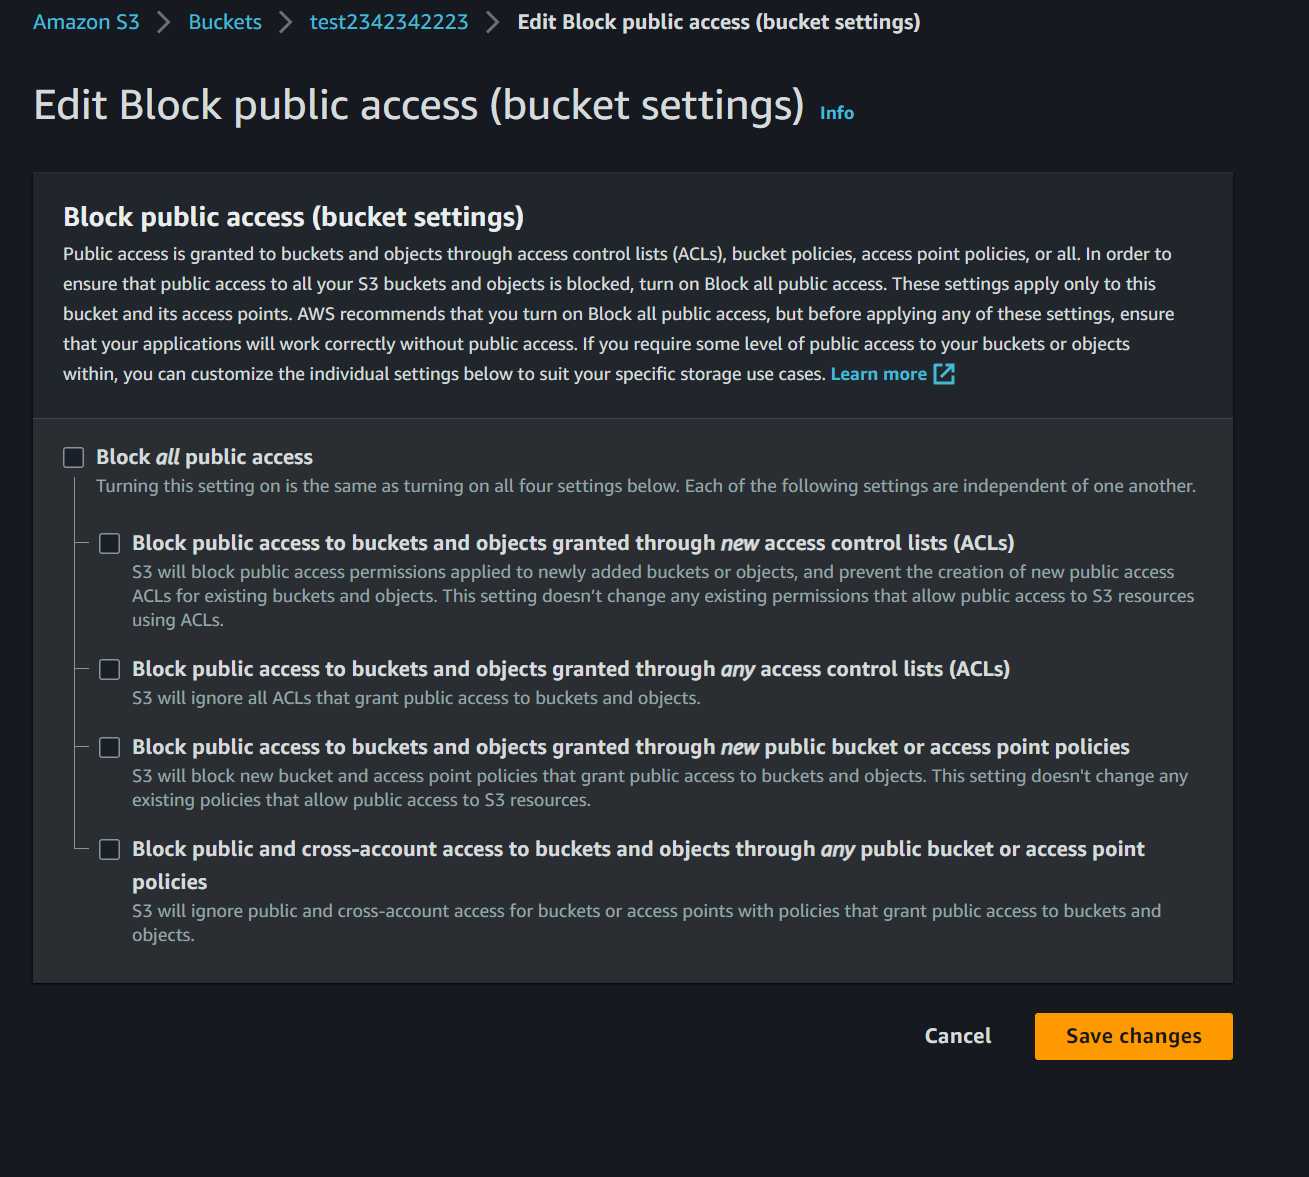 Amazon S3 > Buckets > test2342342223 > Edit Block public access (bucket settings)
Edit Block public access (bucket settings) Info
Block public access (bucket settings)
Public access is granted to buckets and objects through access control lists (ACLs), bucket policies, access point policies, or all. In order to
ensure that public access to all your S3 buckets and objects is blocked, turn on Block all public access. These settings apply only to this
bucket and its access points. AWS recommends that you turn on Block all public access, but before applying any of these settings, ensure
that your applications will work correctly without public access. If you require some level of public access to your buckets or objects
within, you can customize the individual settings below to suit your specific storage use cases. Learn more
Block all public access
Turning this setting on is the same as turning on all four settings below. Each of the following settings are independent of one another.
Block public access to buckets and objects granted through new access control lists (ACLs)
S3 will block public access permissions applied to newly added buckets or objects, and prevent the creation of new public access
ACLs for existing buckets and objects. This setting doesn’t change any existing permissions that allow public access to S3 resources
using ACLs.
Block public access to buckets and objects granted through any access control lists (ACLs)
S3 will ignore all ACLs that grant public access to buckets and objects.
Block public access to buckets and objects granted through new public bucket or access point policies
S3 will block new bucket and access point policies that grant public access to buckets and objects. This setting doesn't change any
existing policies that allow public access to S3 resources.
Block public and cross-account access to buckets and objects through any public bucket or access point
policies
S3 will ignore public and cross-account access for buckets or access points with policies that grant public access to buckets and
objects.
Cancel Save changes